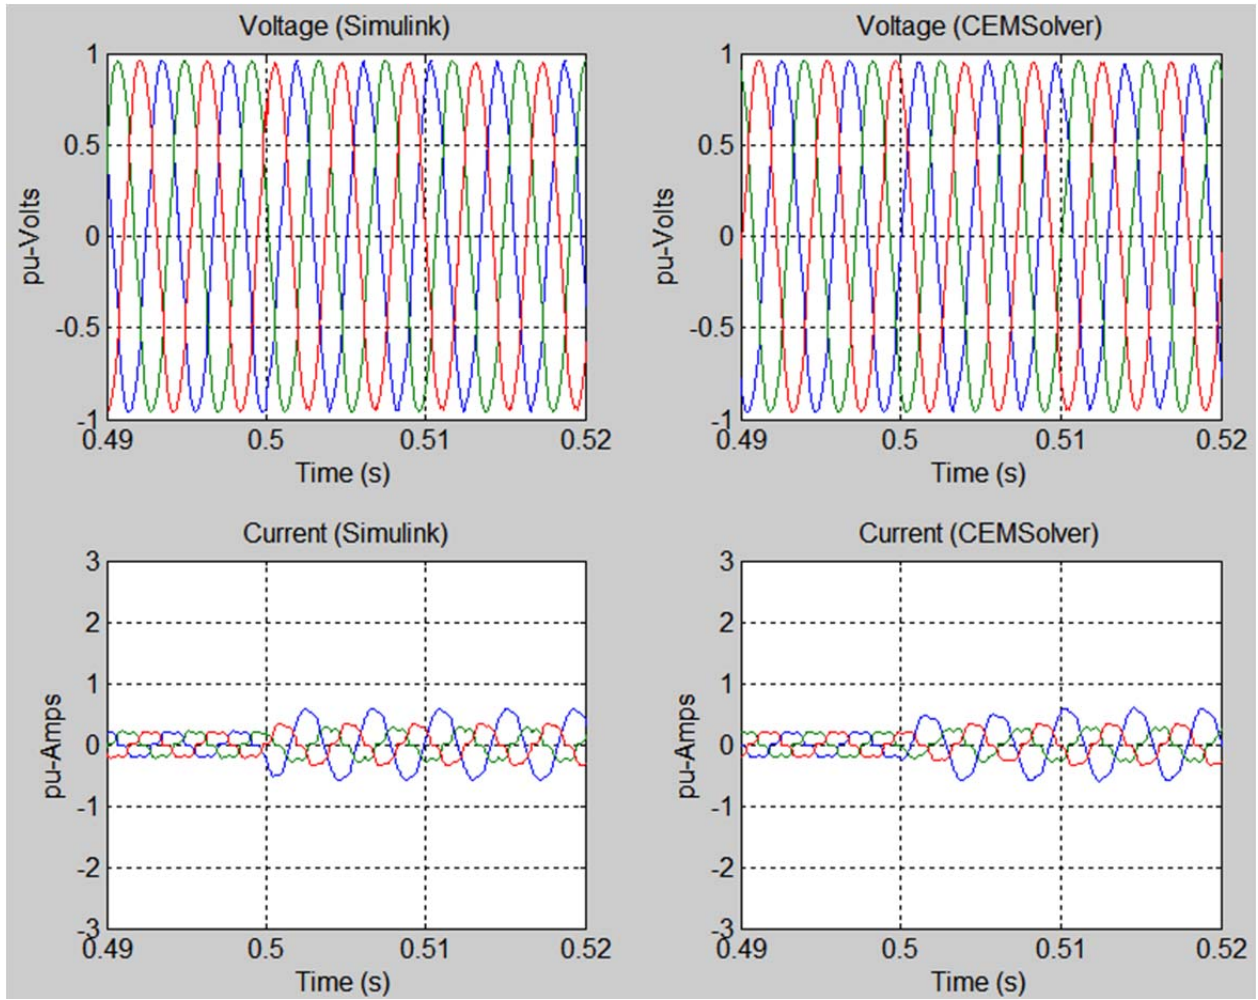 Voltage (Simulink)
1
0.5
0
-0.5
-1
pu-Volts
0.49 0.5 0.51 0.52
Time (s)
Voltage (CEMSolver)
1
0.5
0
-0.5
-1
pu-Volts
0.49 0.5 0.51 0.52
Time (s)
Current (Simulink)
3
2
1
0
-1
-2
-3
pu-Amps
0.49 0.5 0.51 0.52
Time (s)
Current (CEMSolver)
3
2
1
0
-1
-2
-3
pu-Amps
0.49 0.5 0.51 0.52
Time (s)